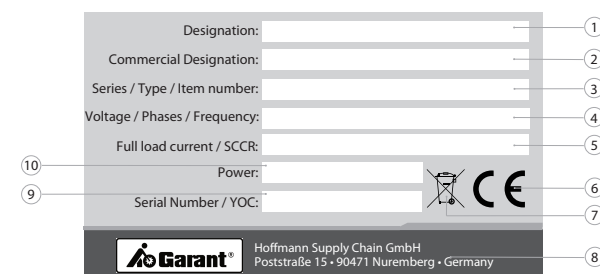 Designation:
1
Commercial Designation:
2
Series / Type / Item number:
3
Voltage / Phases / Frequency:
4
Full load current / SCCR:
5
10
Power:
9
Serial Number / YOC:
CE
6
7
Garant®
Hoffmann Supply Chain GmbH
Poststraße 15 • 90471 Nuremberg • Germany
8